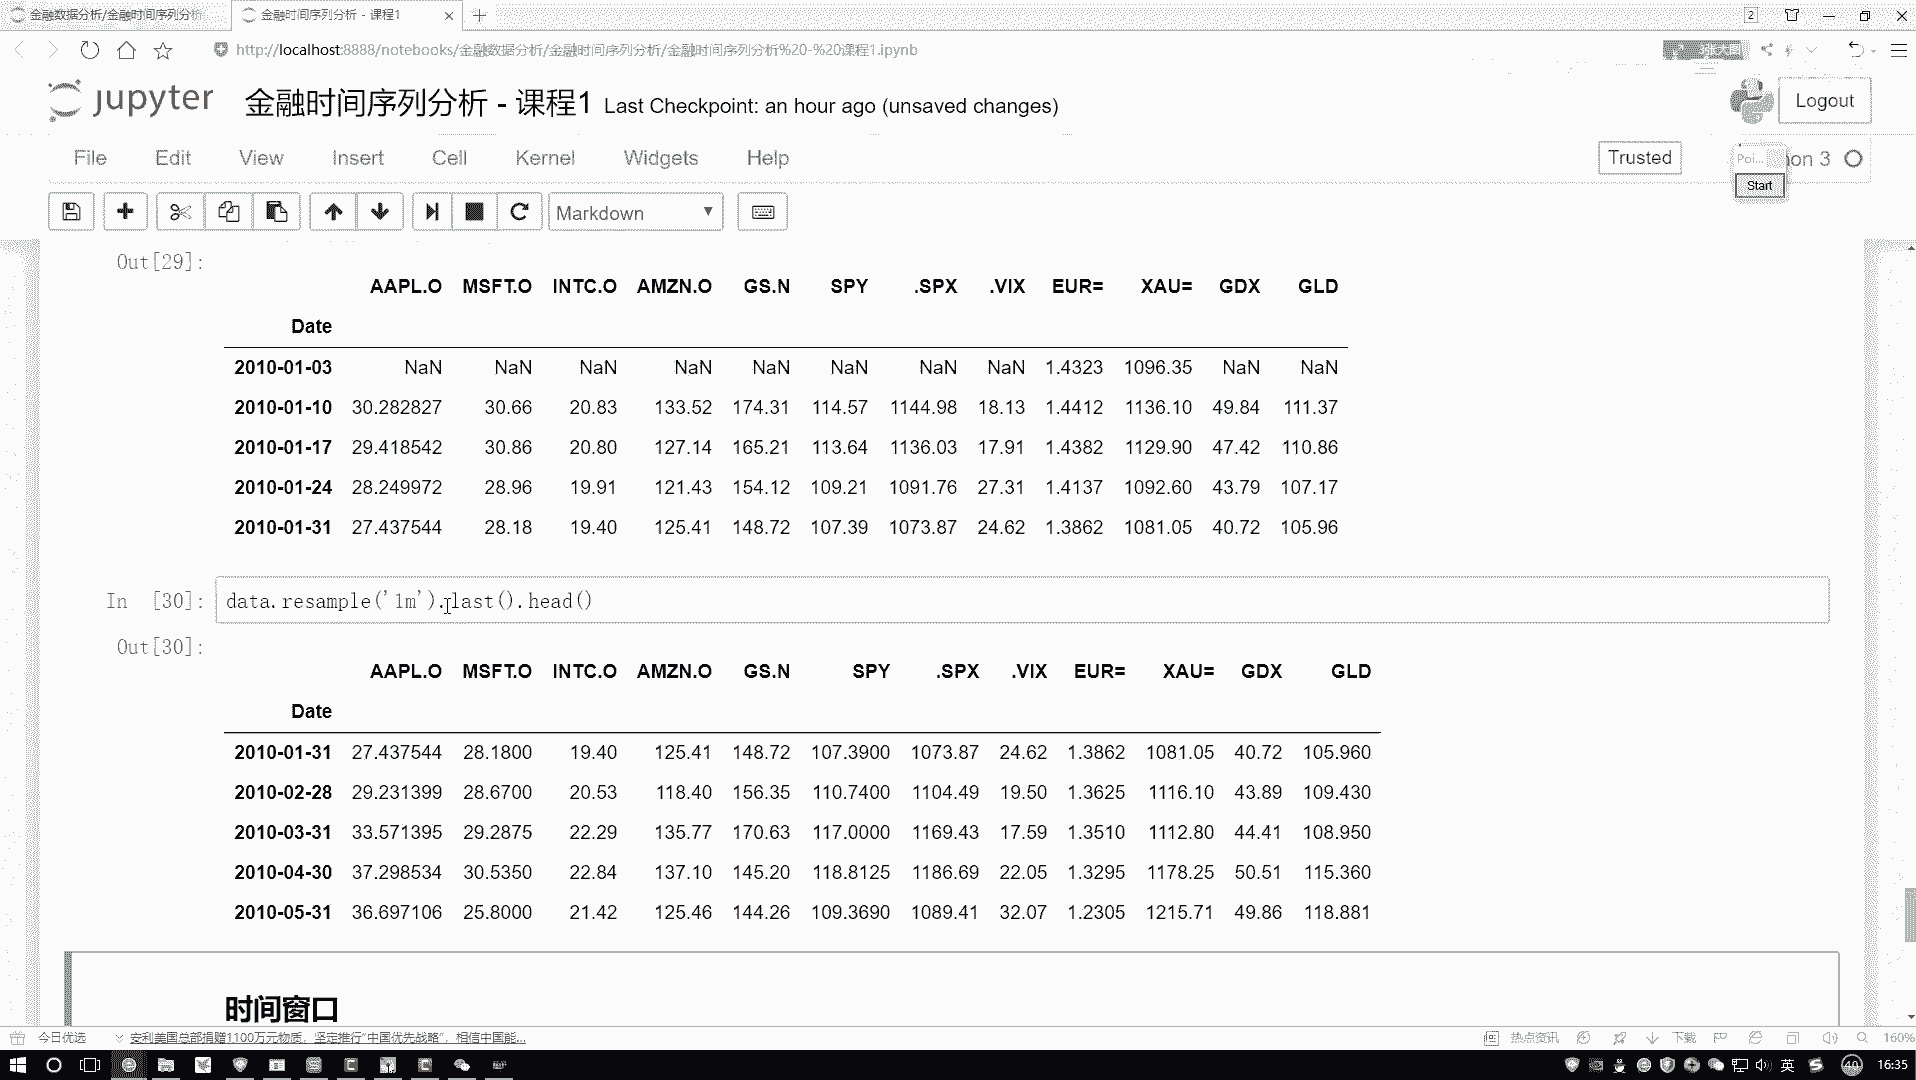 金融数据分析/金融时间序列分析
金融时间序列分析 - 课程1
2
http://localhost:8888/notebooks/金融数据分析/金融时间序列分析/金融时间序列分析%20-%20课程1.ipynb
jupyter 金融时间序列分析 - 课程1 Last Checkpoint: an hour ago (unsaved changes)
Logout
File Edit View Insert Cell Kernel Widgets Help
Trusted
Poi... on 3
Start
Markdown
Out[29]:
AAPL.O MSFT.O INTC.O AMZN.O GS.N SPY .SPX .VIX EUR= XAU= GDX GLD
Date
2010-01-03 NaN NaN NaN NaN NaN NaN NaN NaN 1.4323 1096.35 NaN NaN
2010-01-10 30.282827 30.66 20.83 133.52 174.31 114.57 1144.98 18.13 1.4412 1136.10 49.84 111.37
2010-01-17 29.418542 30.86 20.80 127.14 165.21 113.64 1136.03 17.91 1.4382 1129.90 47.42 110.86
2010-01-24 28.249972 28.96 19.91 121.43 154.12 109.21 1091.76 27.31 1.4137 1092.60 43.79 107.17
2010-01-31 27.437544 28.18 19.40 125.41 148.72 107.39 1073.87 24.62 1.3862 1081.05 40.72 105.96
In [30]: data.resample('1m').last().head()
Out[30]:
AAPL.O MSFT.O INTC.O AMZN.O GS.N SPY .SPX .VIX EUR= XAU= GDX GLD
Date
2010-01-31 27.437544 28.1800 19.40 125.41 148.72 107.3900 1073.87 24.62 1.3862 1081.05 40.72 105.960
2010-02-28 29.231399 28.6700 20.53 118.40 156.35 110.7400 1104.49 19.50 1.3625 1116.10 43.89 109.430
2010-03-31 33.571395 29.2875 22.29 135.77 170.63 117.0000 1169.43 17.59 1.3510 1112.80 44.41 108.950
2010-04-30 37.298534 30.5350 22.84 137.10 145.20 118.8125 1186.69 22.05 1.3295 1178.25 50.51 115.360
2010-05-31 36.697106 25.8000 21.42 125.46 144.26 109.3690 1089.41 32.07 1.2305 1215.71 49.86 118.881
时间窗口
今日优选 安利美国总部捐赠1100万元物质，坚定推行“中国优先战略”，相信中国能...
热点资讯 下载 160%
英 40 16:35